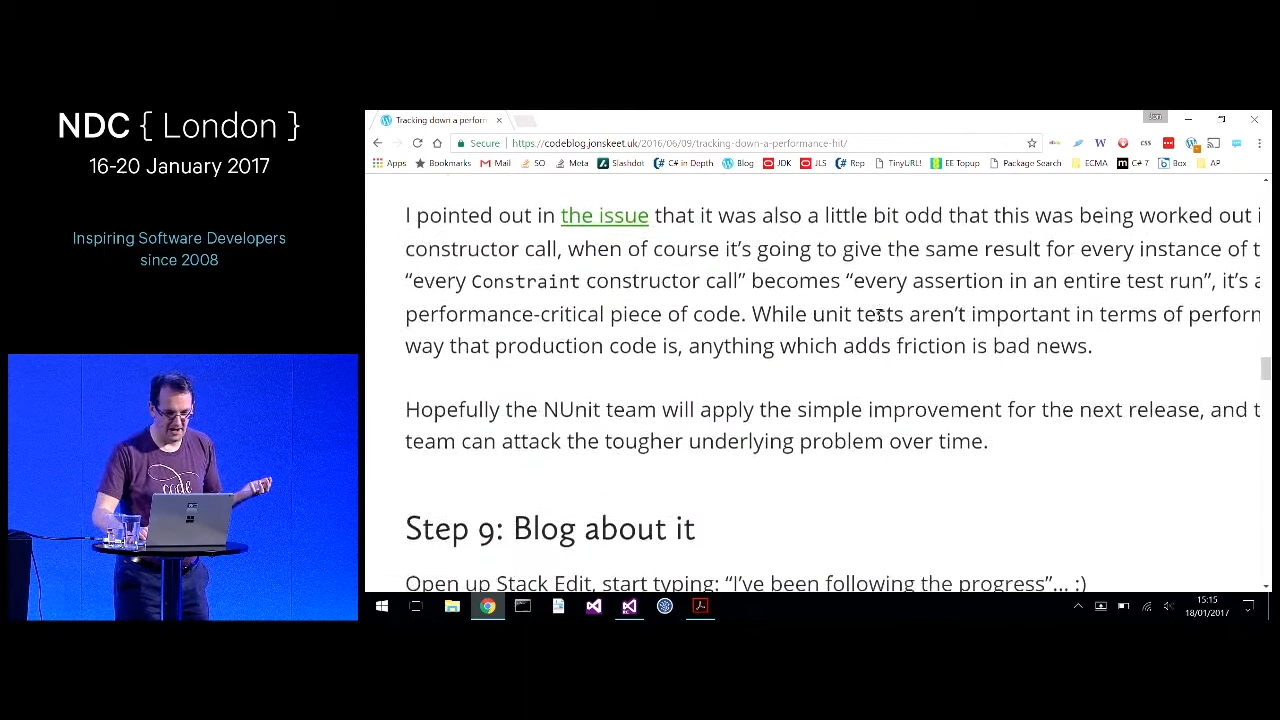 NDC { London }
16-20 January 2017
Inspiring Software Developers
since 2008
code
Tracking down a perform
Jon
Secure
https://codeblog.jonskeet.uk/2016/06/09/tracking-down-a-performance-hit/
Apps Bookmarks Mail SO Meta Slashdot C# in Depth Blog JDK JLS C# Rep TinyURL! EE Topup Package Search ECMA C# 7 Box AP
I pointed out in the issue that it was also a little bit odd that this was being worked out i
constructor call, when of course it's going to give the same result for every instance of t
“every Constraint constructor call” becomes “every assertion in an entire test run”, it's a
performance-critical piece of code. While unit tests aren't important in terms of perform
way that production code is, anything which adds friction is bad news.
Hopefully the NUnit team will apply the simple improvement for the next release, and t
team can attack the tougher underlying problem over time.
Step 9: Blog about it
Open up Stack Edit, start typing: “I've been following the progress”… :)
15:15
18/01/2017